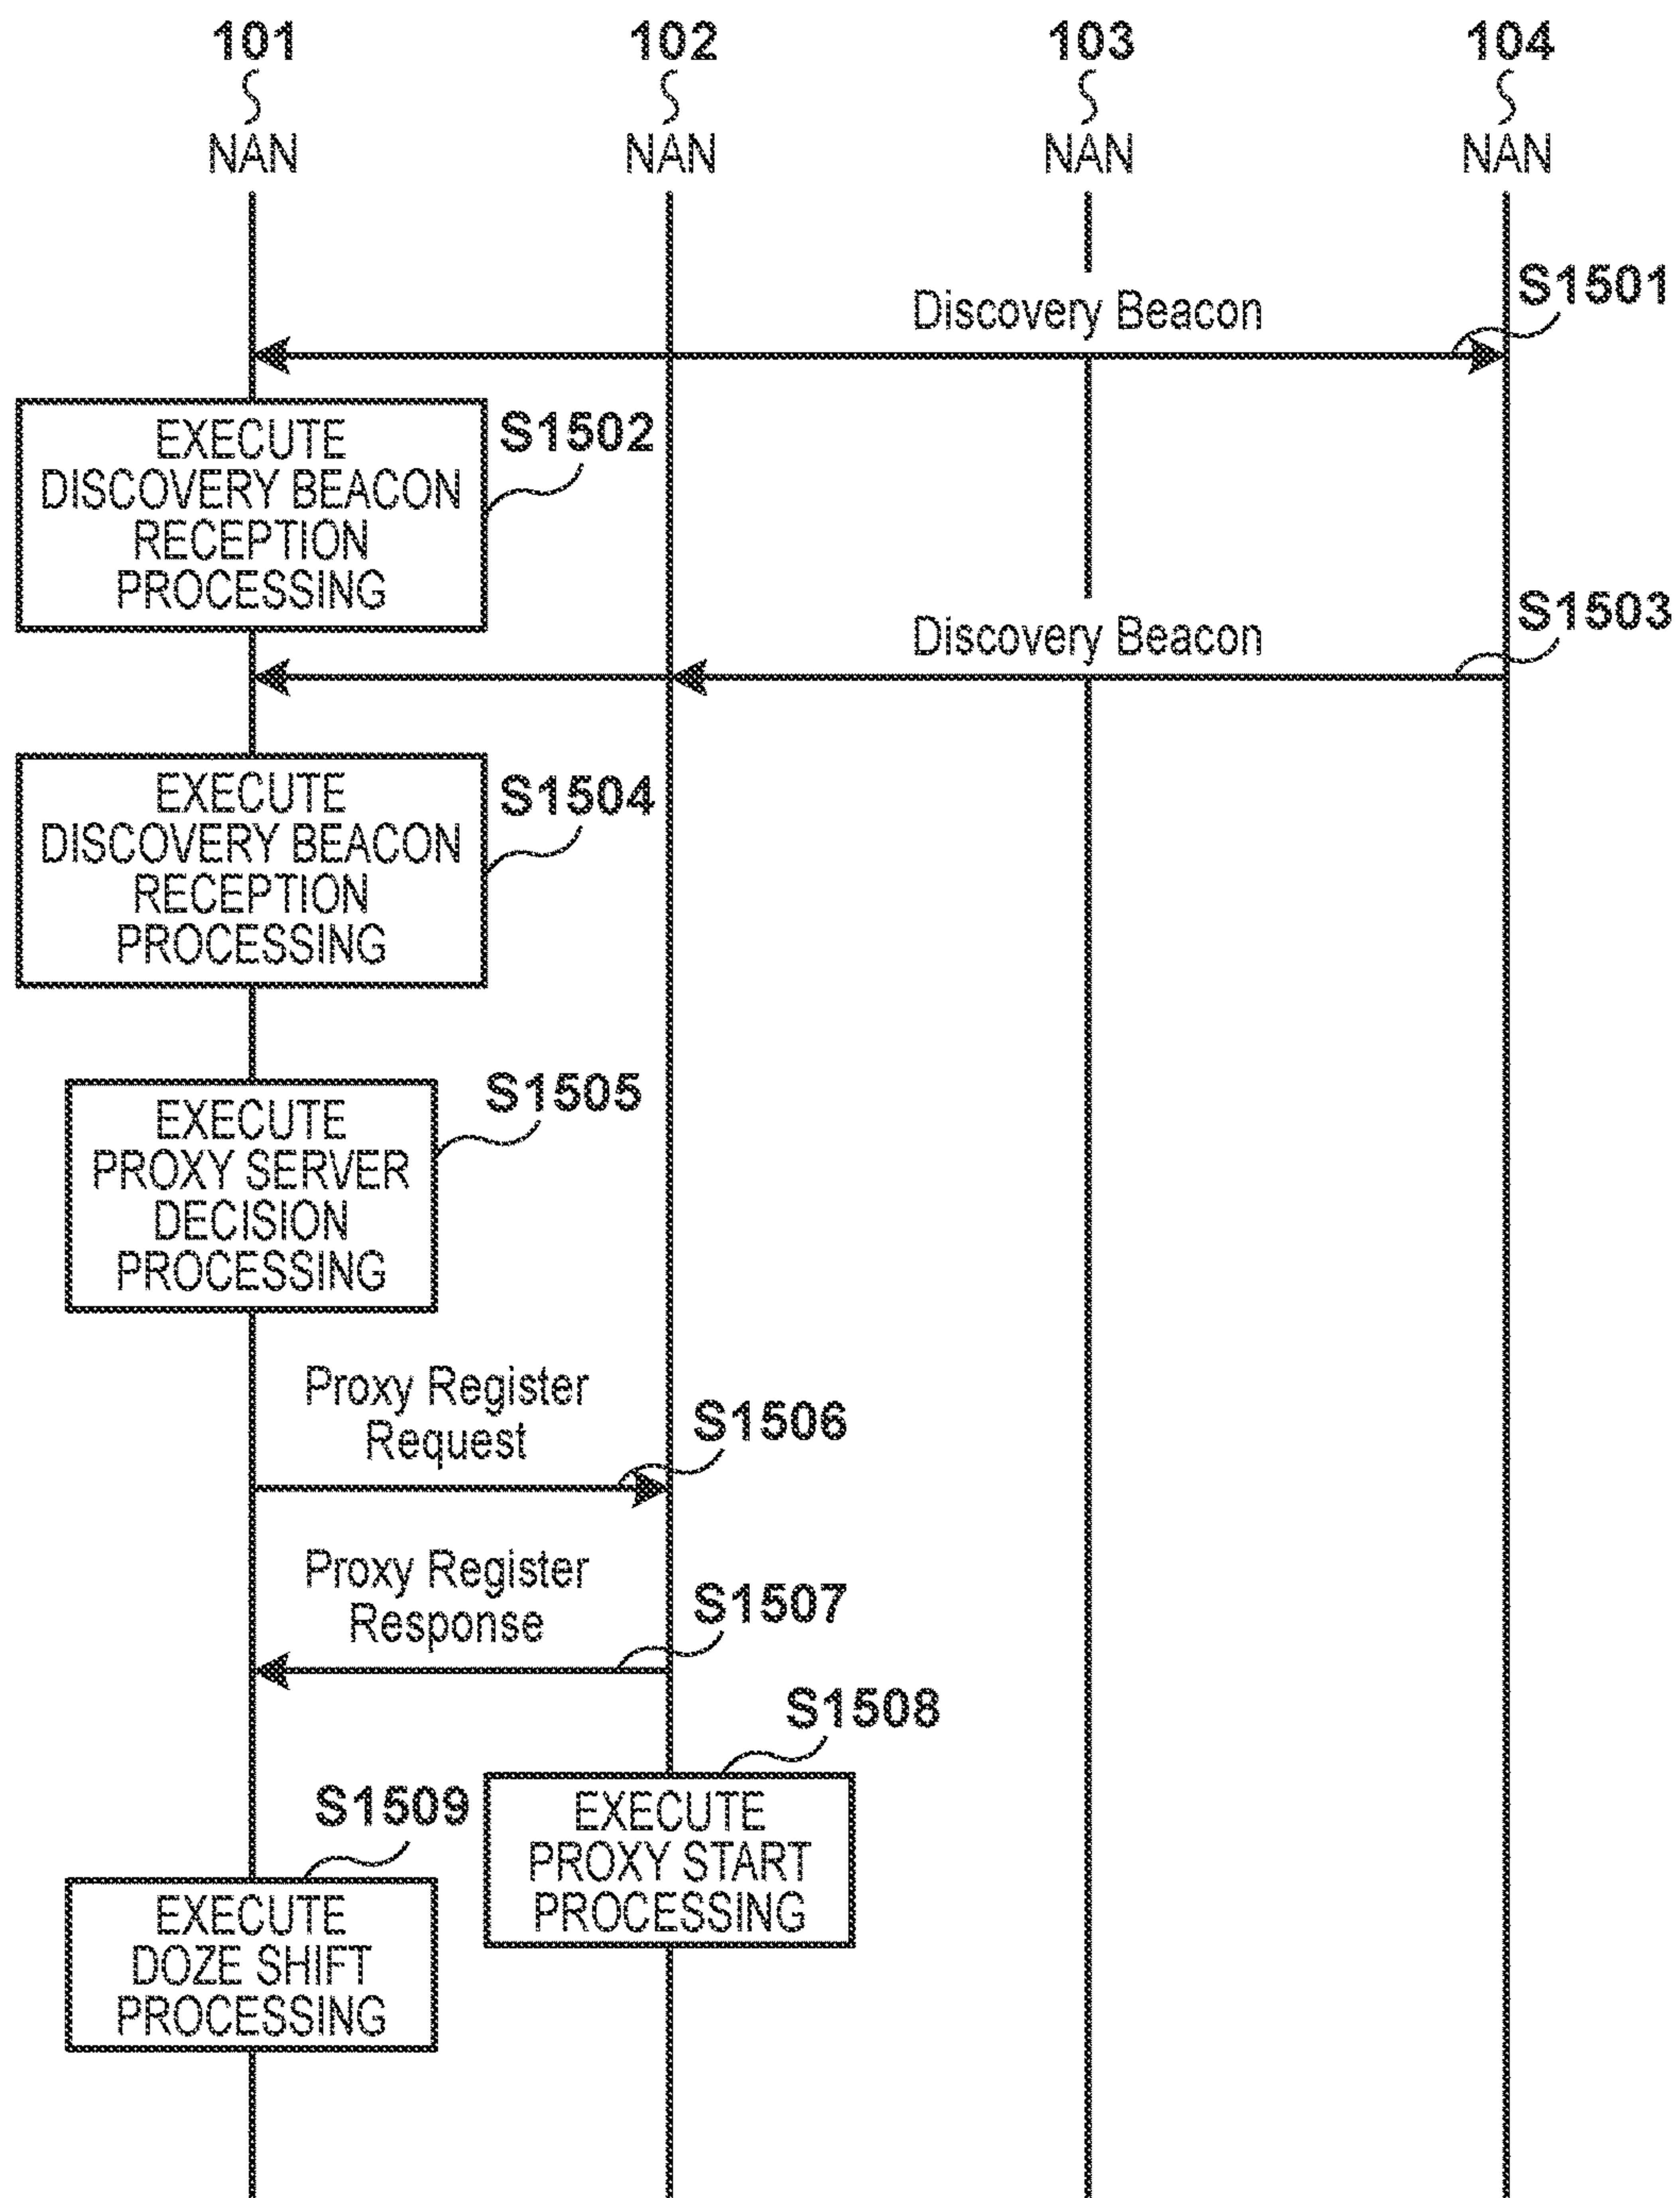 101
102
103
104
NAN
NAN
NAN
NAN
S1501
Discovery Beacon
EXECUTE
DISCOVERY BEACON
RECEPTION
PROCESSING
S1502
S1503
Discovery Beacon
EXECUTE
DISCOVERY BEACON
RECEPTION
PROCESSING
S1504
EXECUTE
PROXY SERVER
DECISION
PROCESSING
S1505
Proxy Register
Request
S1506
Proxy Register
Response
S1507
S1508
EXECUTE
PROXY START
PROCESSING
S1509
EXECUTE
DOZE SHIFT
PROCESSING